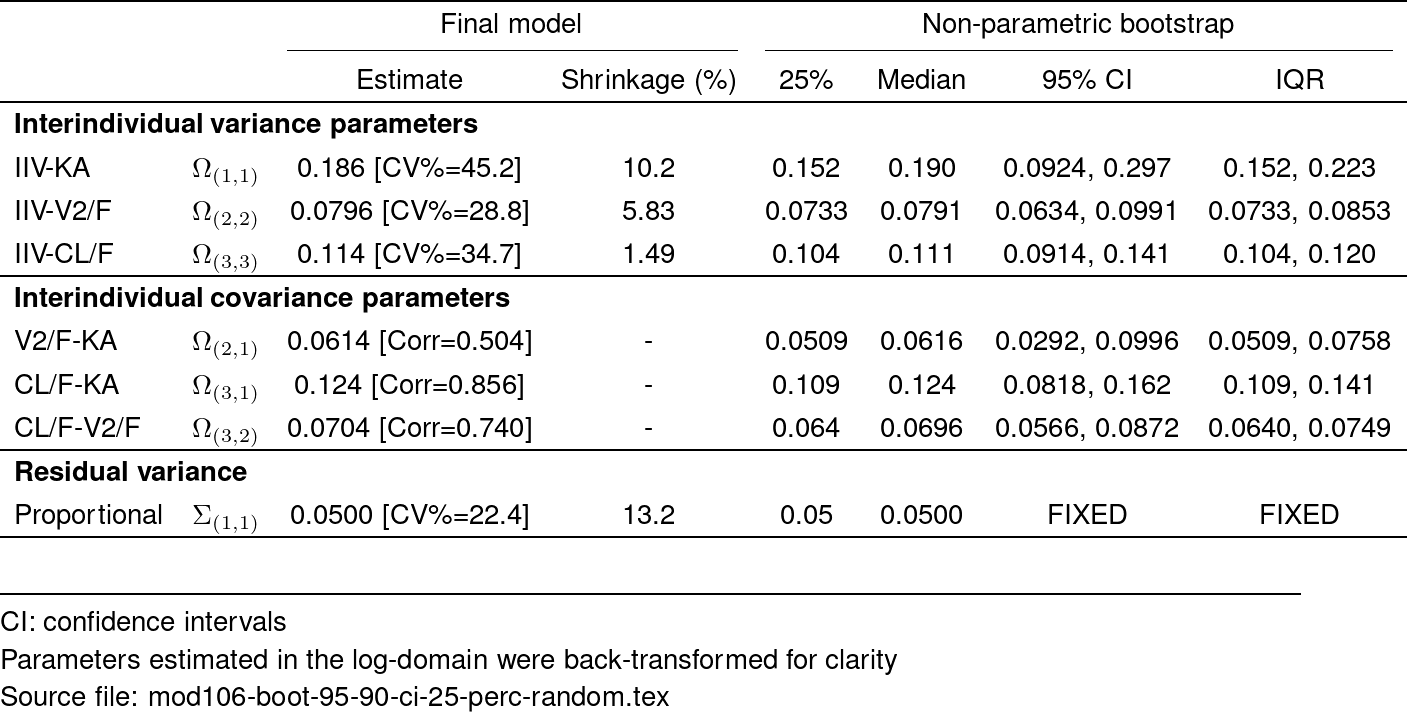 Final model Non-parametric bootstrap
Estimate Shrinkage (%) 25% Median 95% CI IQR
Interindividual variance parameters
IIV-KA Ω(1,1) 0.186 [CV%=45.2] 10.2 0.152 0.190 0.0924, 0.297 0.152, 0.223
IIV-V2/F Ω(2,2) 0.0796 [CV%=28.8] 5.83 0.0733 0.0791 0.0634, 0.0991 0.0733, 0.0853
IIV-CL/F Ω(3,3) 0.114 [CV%=34.7] 1.49 0.104 0.111 0.0914, 0.141 0.104, 0.120
Interindividual covariance parameters
V2/F-KA Ω(2,1) 0.0614 [Corr=0.504] - 0.0509 0.0616 0.0292, 0.0996 0.0509, 0.0758
CL/F-KA Ω(3,1) 0.124 [Corr=0.856] - 0.109 0.124 0.0818, 0.162 0.109, 0.141
CL/F-V2/F Ω(3,2) 0.0704 [Corr=0.740] - 0.064 0.0696 0.0566, 0.0872 0.0640, 0.0749
Residual variance
Proportional Σ(1,1) 0.0500 [CV%=22.4] 13.2 0.05 0.0500 FIXED FIXED
CI: confidence intervals
Parameters estimated in the log-domain were back-transformed for clarity
Source file: mod106-boot-95-90-ci-25-perc-random.tex